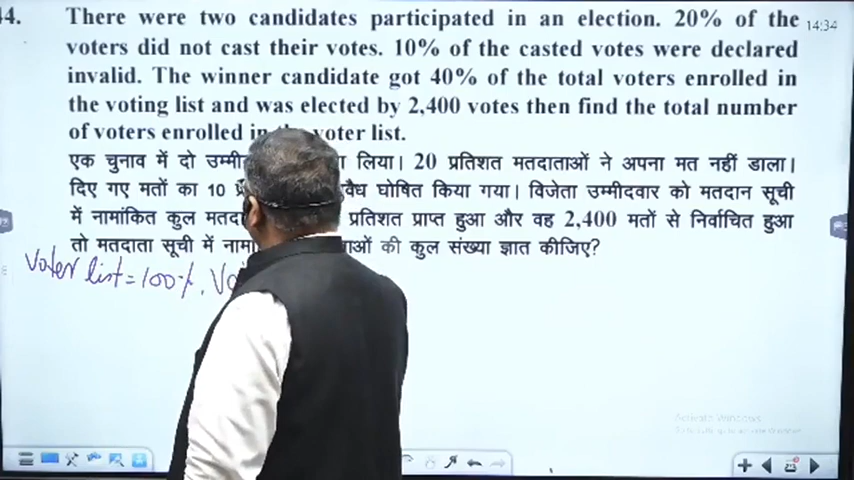 14. There were two candidates participated in an election. 20% of the
14:34
voters did not cast their votes. 10% of the casted votes were declared
invalid. The winner candidate got 40% of the total voters enrolled in
the voting list and was elected by 2,400 votes then find the total number
of voters enrolled in voter list.
एक चुनाव में दो लिया। 20 प्रतिशत मतदाताओं ने अपना मत नहीं डाला।
दिए गए मतों का 10 घोषित किया गया। विजेता उम्मीदवार को मतदान सूची
में नामांकित कुल प्रतिशत प्राप्त हुआ और वह 2,400 मतों से निर्वाचित हुआ
तो मतदाता सूची में की कुल संख्या ज्ञात कीजिए?
Voter list = 100%.
Activate Windows